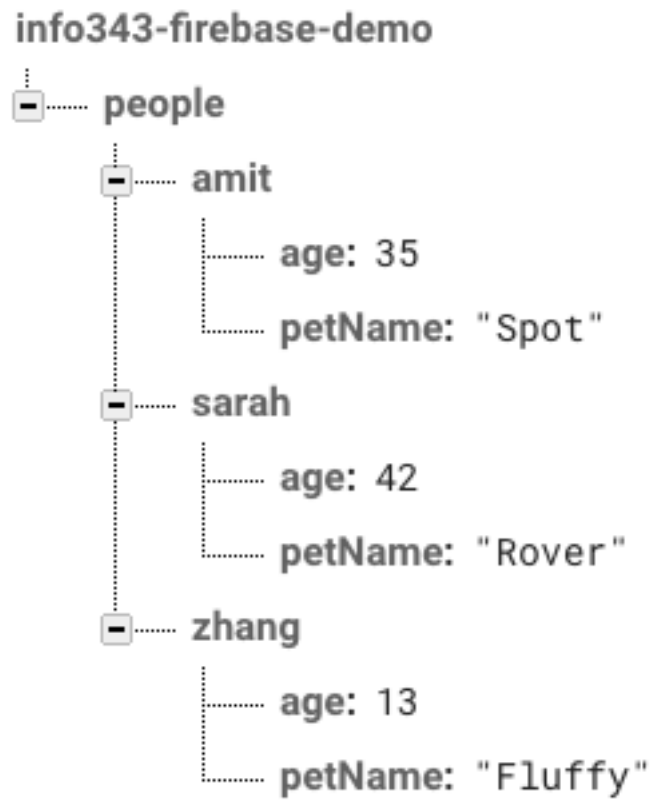 info343-firebase-demo
people
amit
age: 35
petName: "Spot"
sarah
age: 42
petName: "Rover"
zhang
age: 13
petName: "Fluffy"